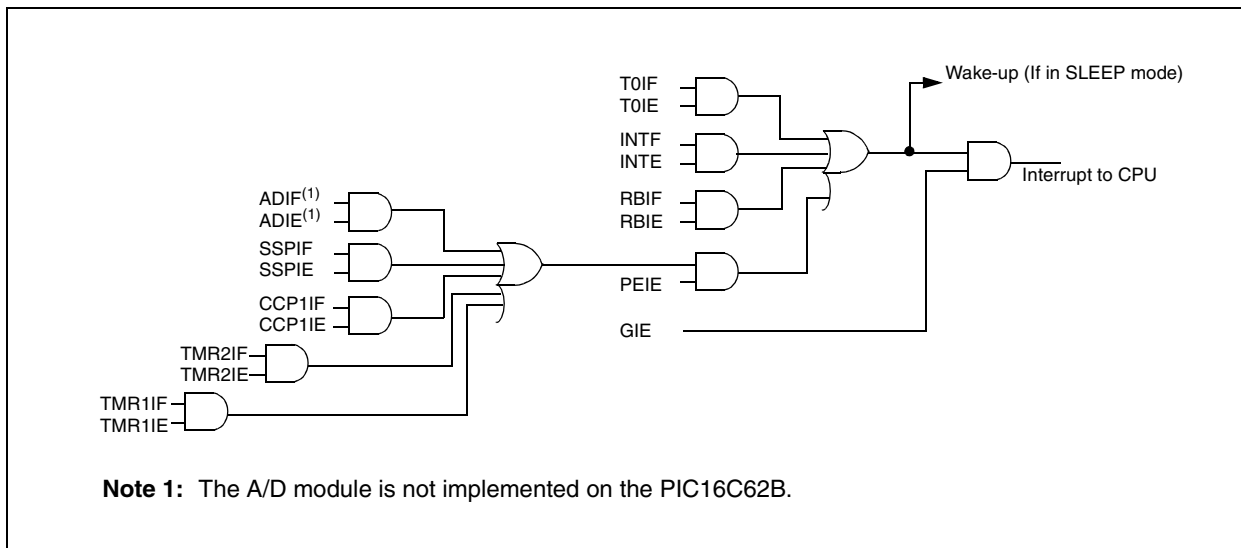 Wake-up (If in SLEEP mode)
T0IF
T0IE
INTF
INTE
Interrupt to CPU
RBIF
RBIE
ADIF(1)
ADIE(1)
SSPIF
SSPIE
PEIE
CCP1IF
CCP1IE
GIE
TMR2IF
TMR2IE
TMR1IF
TMR1IE
Note 1: The A/D module is not implemented on the PIC16C62B.